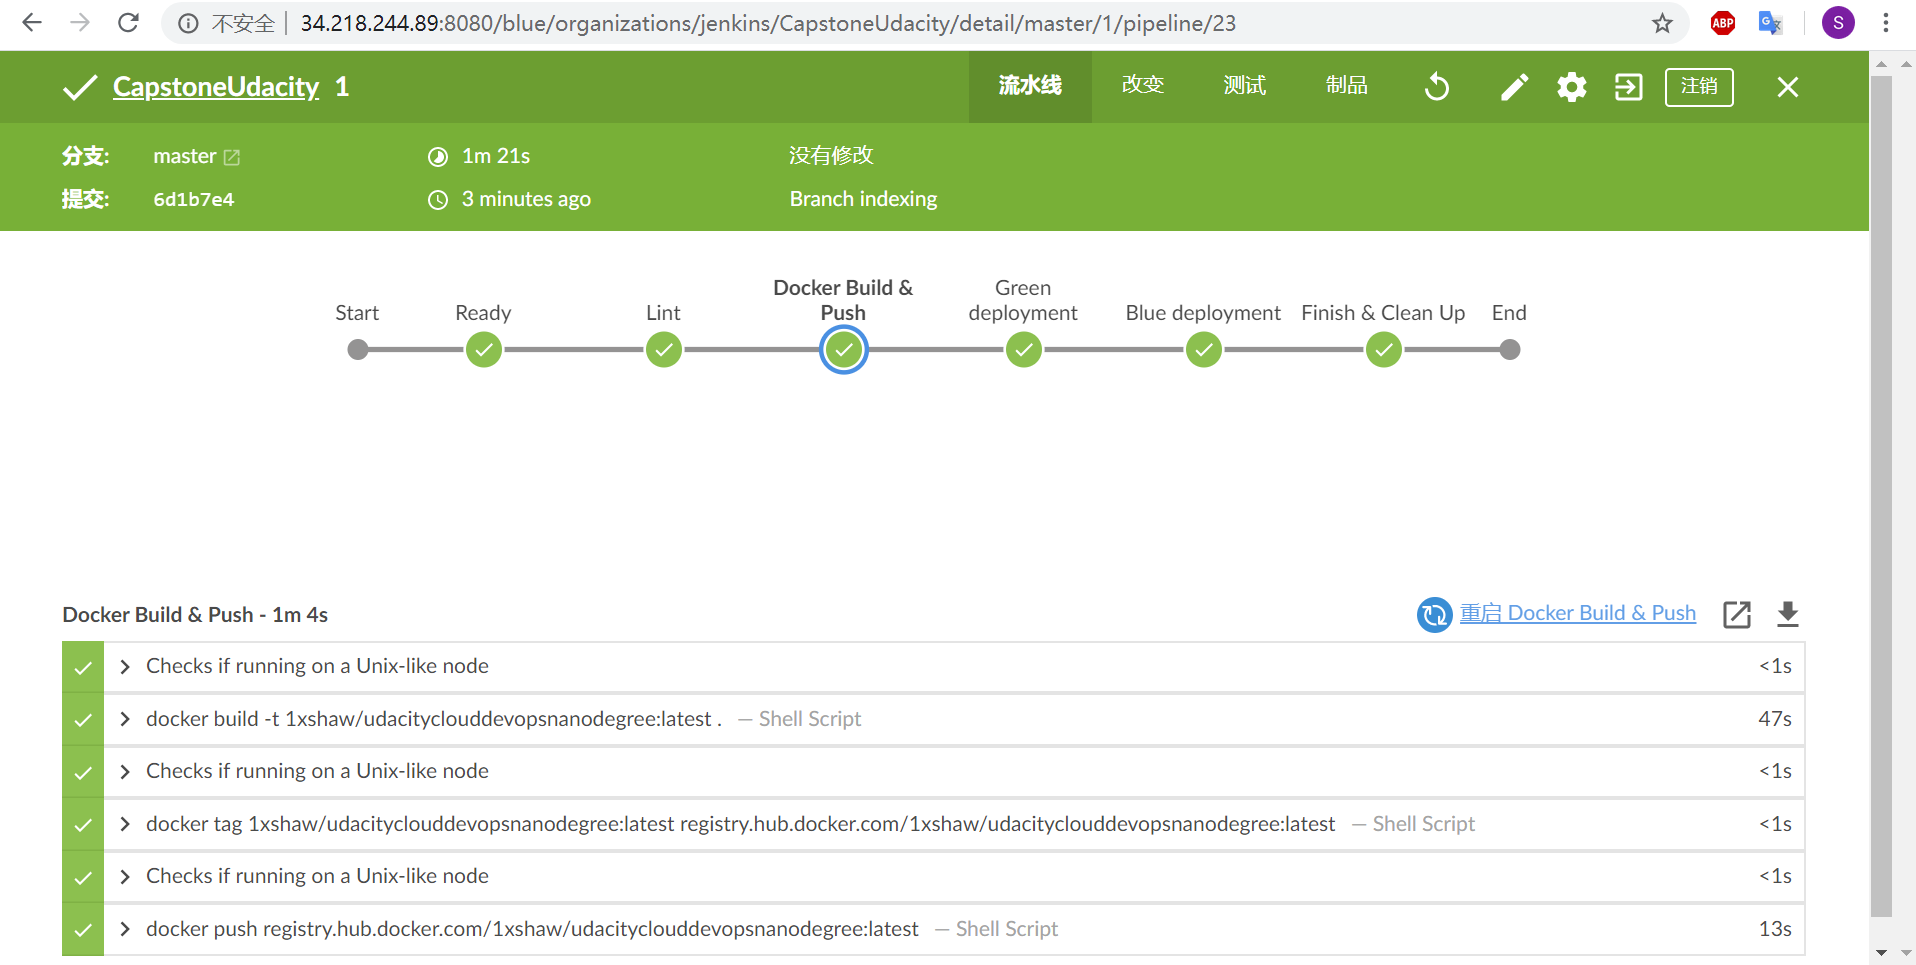 不安全 34.218.244.89:8080/blue/organizations/jenkins/CapstoneUdacity/detail/master/1/pipeline/23
ABP
G
S
CapstoneUdacity 1
流水线 改变 测试 制品 注销
分支: master 1m 21s 没有修改
提交: 6d1b7e4 3 minutes ago Branch indexing
Start Ready Lint Docker Build & Push Green deployment Blue deployment Finish & Clean Up End
Docker Build & Push - 1m 4s 重启 Docker Build & Push
Checks if running on a Unix-like node <1s
docker build -t 1xshaw/udacityclouddevopsnanodegree:latest . — Shell Script 47s
Checks if running on a Unix-like node <1s
docker tag 1xshaw/udacityclouddevopsnanodegree:latest registry.hub.docker.com/1xshaw/udacityclouddevopsnanodegree:latest — Shell Script <1s
Checks if running on a Unix-like node <1s
docker push registry.hub.docker.com/1xshaw/udacityclouddevopsnanodegree:latest — Shell Script 13s